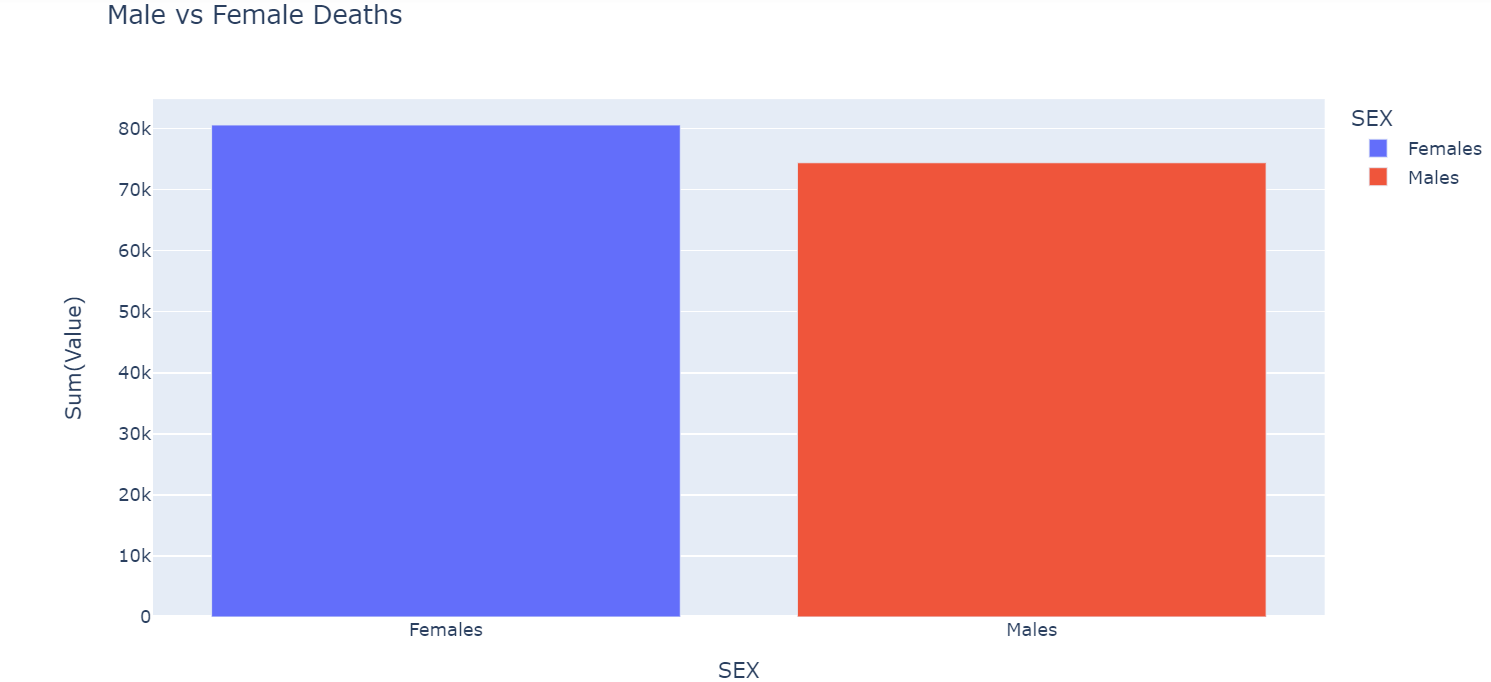 Male vs Female Deaths
SEX
Females
Males
80k
70k
60k
50k
40k
30k
20k
10k
0
Sum(Value)
Females
Males
SEX